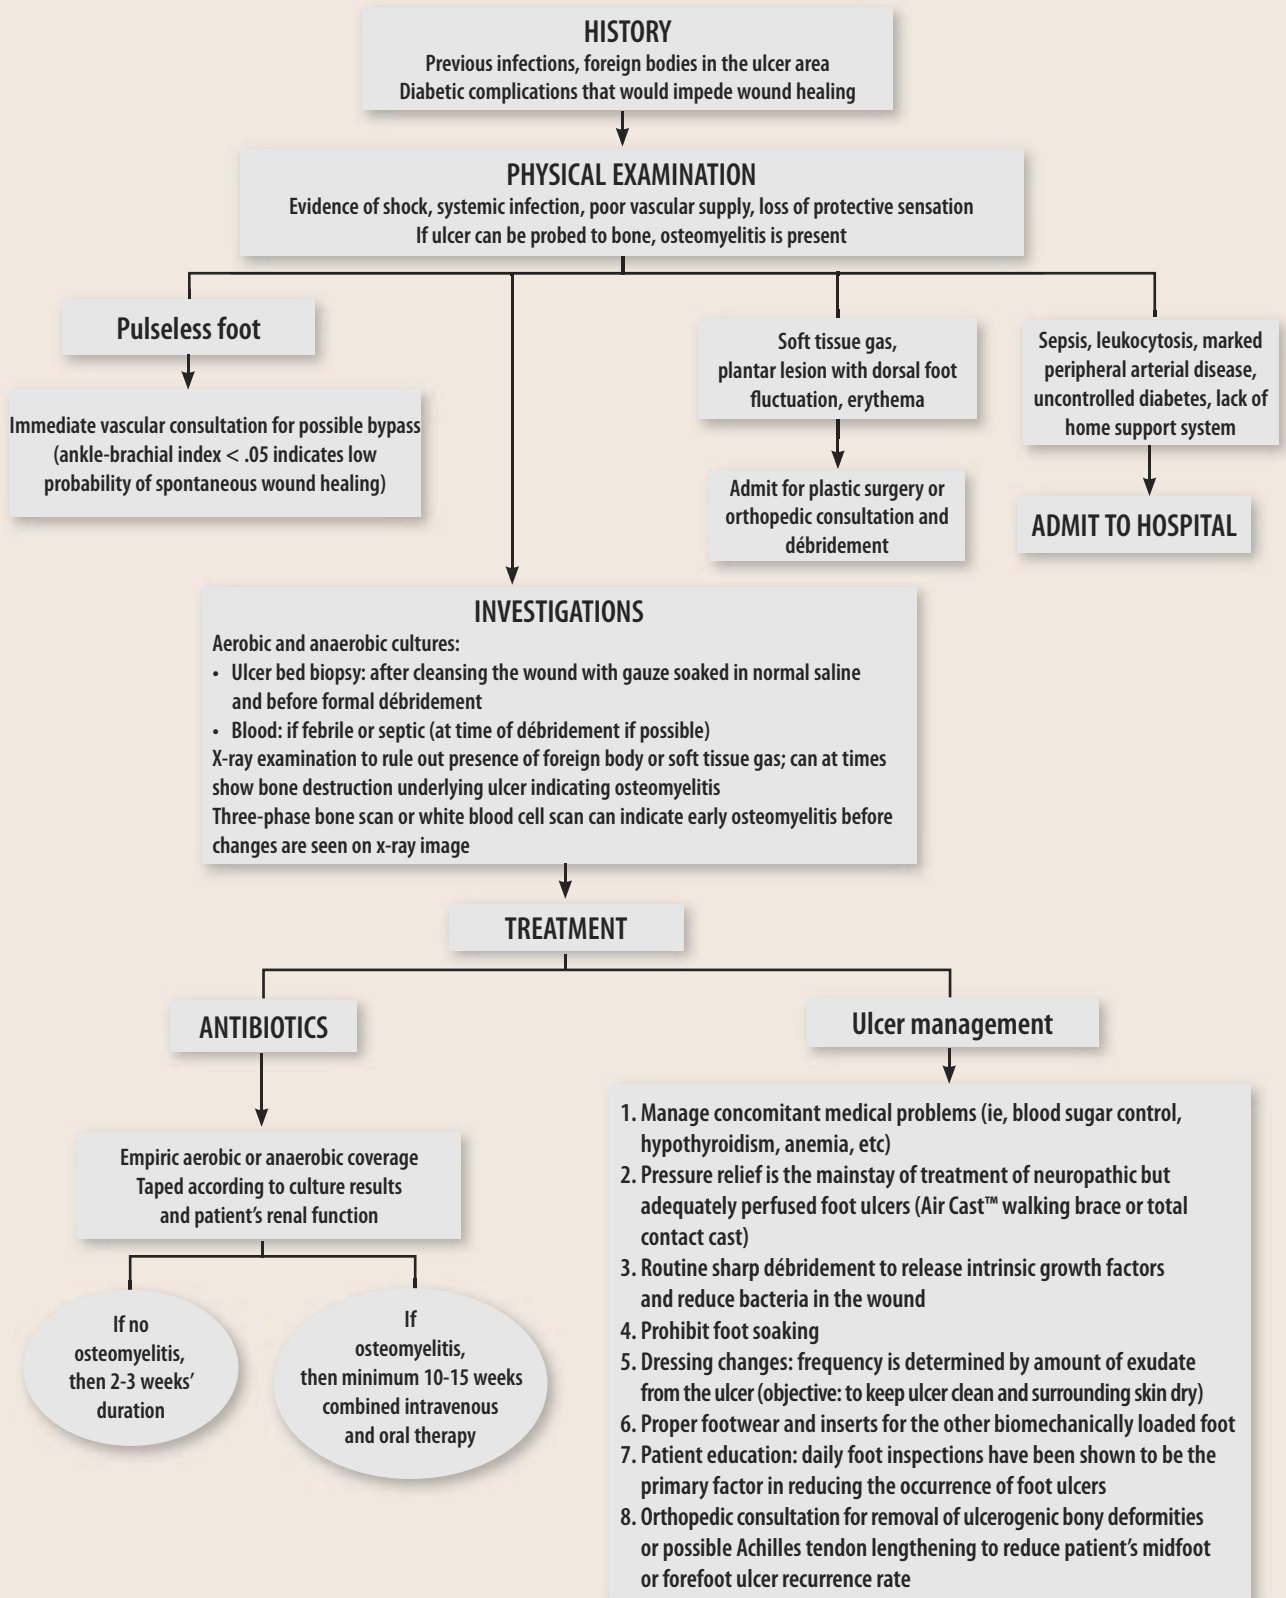 HISTORY
Previous infections, foreign bodies in the ulcer area
Diabetic complications that would impede wound healing
PHYSICAL EXAMINATION
Evidence of shock, systemic infection, poor vascular supply, loss of protective sensation
If ulcer can be probed to bone, osteomyelitis is present
Pulseless foot
Immediate vascular consultation for possible bypass
(ankle-brachial index < .05 indicates low
probability of spontaneous wound healing)
Soft tissue gas,
plantar lesion with dorsal foot
fluctuation, erythema
Admit for plastic surgery or
orthopedic consultation and
débridement
Sepsis, leukocytosis, marked
peripheral arterial disease,
uncontrolled diabetes, lack of
home support system
ADMIT TO HOSPITAL
INVESTIGATIONS
Aerobic and anaerobic cultures:
• Ulcer bed biopsy: after cleansing the wound with gauze soaked in normal saline
and before formal débridement
• Blood: if febrile or septic (at time of débridement if possible)
X-ray examination to rule out presence of foreign body or soft tissue gas; can at times
show bone destruction underlying ulcer indicating osteomyelitis
Three-phase bone scan or white blood cell scan can indicate early osteomyelitis before
changes are seen on x-ray image
TREATMENT
ANTIBIOTICS
Empiric aerobic or anaerobic coverage
Taped according to culture results
and patient's renal function
If no
osteomyelitis,
then 2-3 weeks'
duration
If
osteomyelitis,
then minimum 10-15 weeks
combined intravenous
and oral therapy
Ulcer management
1. Manage concomitant medical problems (ie, blood sugar control,
hypothyroidism, anemia, etc)
2. Pressure relief is the mainstay of treatment of neuropathic but
adequately perfused foot ulcers (Air Cast™ walking brace or total
contact cast)
3. Routine sharp débridement to release intrinsic growth factors
and reduce bacteria in the wound
4. Prohibit foot soaking
5. Dressing changes: frequency is determined by amount of exudate
from the ulcer (objective: to keep ulcer clean and surrounding skin dry)
6. Proper footwear and inserts for the other biomechanically loaded foot
7. Patient education: daily foot inspections have been shown to be the
primary factor in reducing the occurrence of foot ulcers
8. Orthopedic consultation for removal of ulcerogenic bony deformities
or possible Achilles tendon lengthening to reduce patient's midfoot
or forefoot ulcer recurrence rate